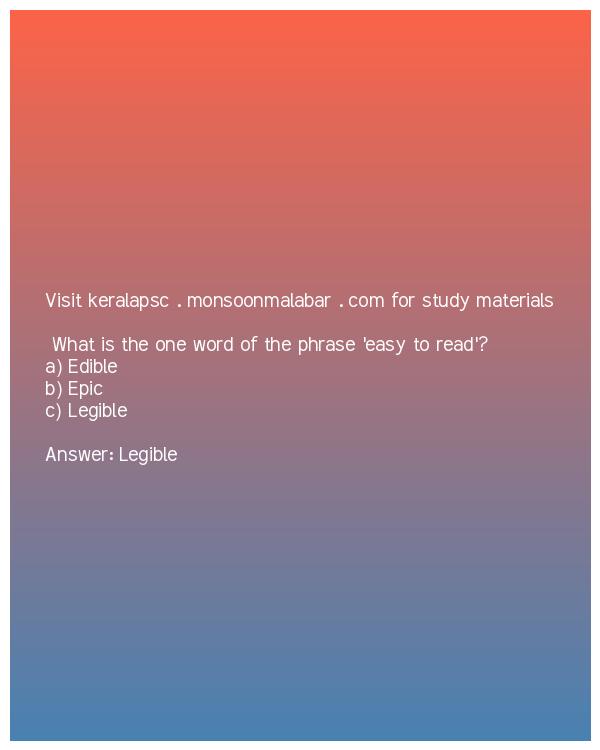 Visit keralapsc . monsoonmalabar . com for study materials
What is the one word of the phrase 'easy to read'?
a) Edible
b) Epic
c) Legible
Answer: Legible